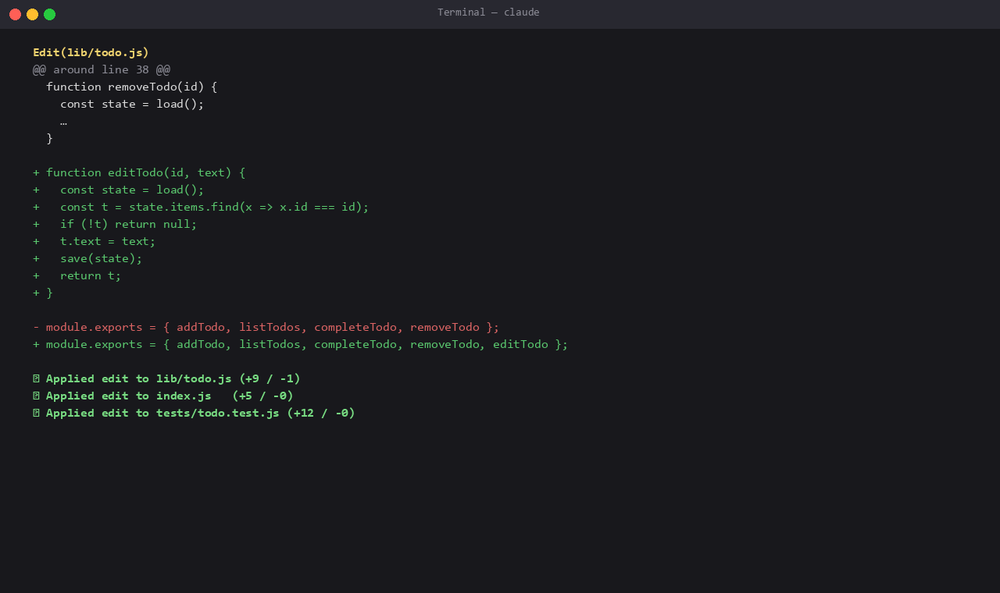 Terminal — claude
Edit(lib/todo.js)
@@ around line 38 @@
  function removeTodo(id) {
    const state = load();
    …
  }
+ function editTodo(id, text) {
+   const state = load();
+   const t = state.items.find(x => x.id === id);
+   if (!t) return null;
+   t.text = text;
+   save(state);
+   return t;
+ }
- module.exports = { addTodo, listTodos, completeTodo, removeTodo };
+ module.exports = { addTodo, listTodos, completeTodo, removeTodo, editTodo };
Applied edit to lib/todo.js (+9 / -1)
Applied edit to index.js   (+5 / -0)
Applied edit to tests/todo.test.js (+12 / -0)